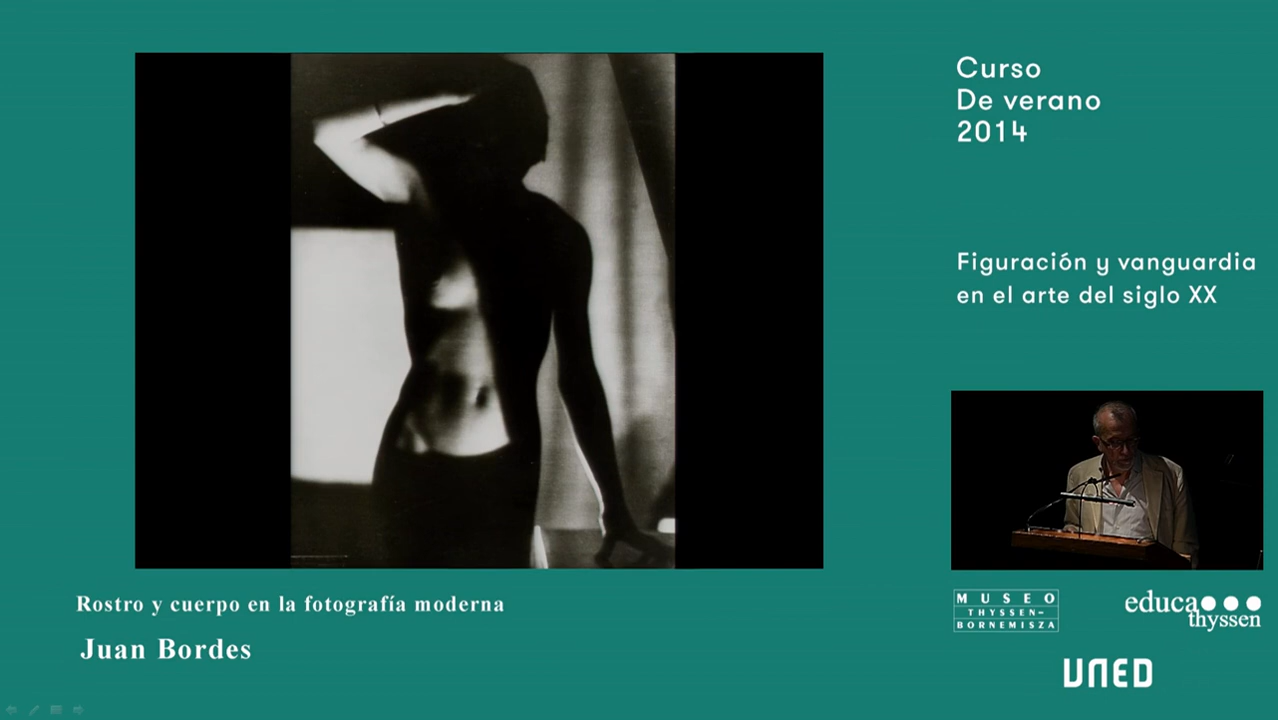 Curso
De verano
2014
Figuración y vanguardia
en el arte del siglo XX
Rostro y cuerpo en la fotografía moderna
Juan Bordes
MUSEO
THYSSEN-
BORNEMISZA
educa
thyssen
UNED